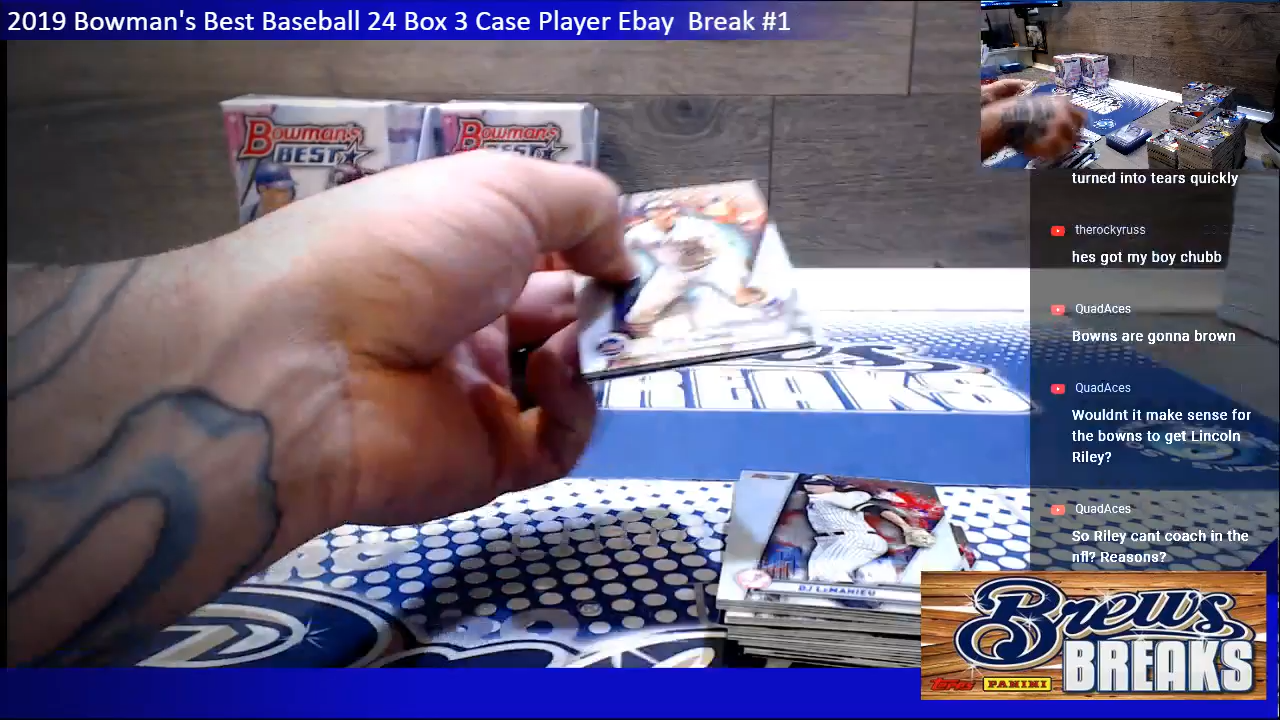 2019 Bowman's Best Baseball 24 Box 3 Case Player Ebay Break #1
BOWMAN'S
BEST
BOWMAN'S
BEST
turned into tears quickly
therockyruss
hes got my boy chubb
QuadAces
Bowns are gonna brown
QuadAces
Wouldnt it make sense for
the bowns to get Lincoln
Riley?
QuadAces
So Riley cant coach in the
nfl? Reasons?
BREAKS
DJ LEMAHIEU
Brews
BREAKS
Topps
PANINI